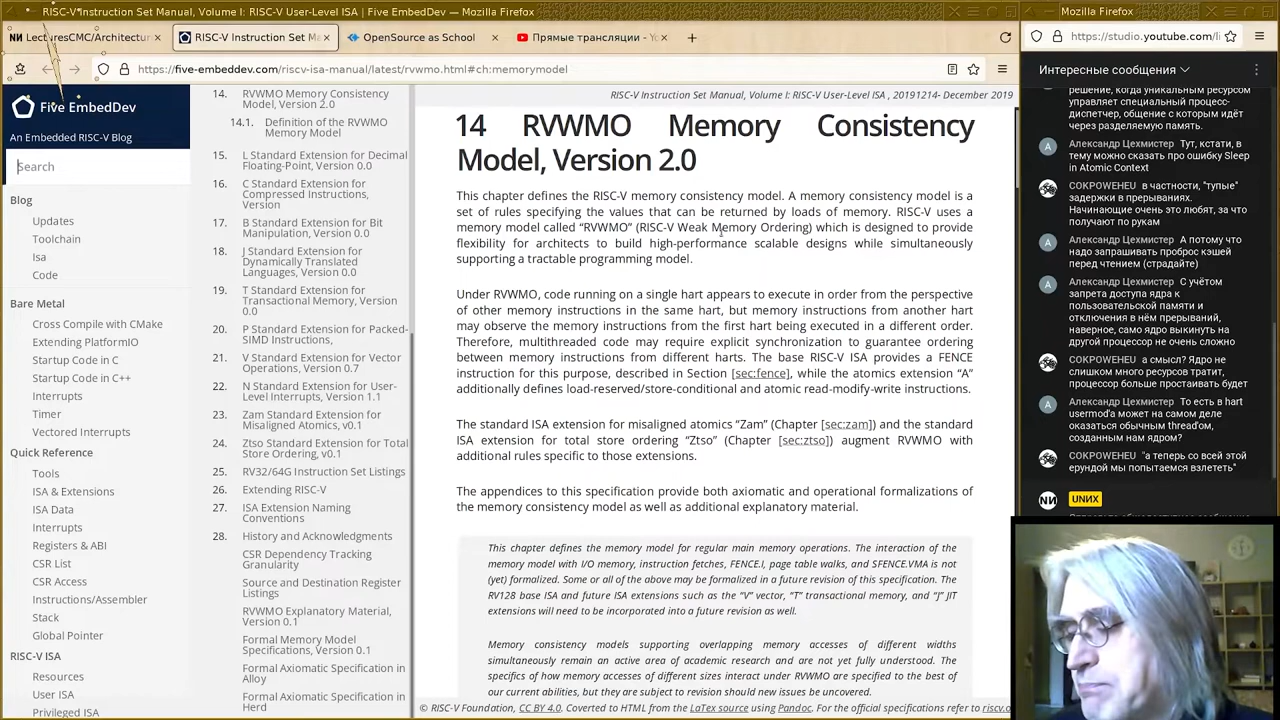 RISC-V Instruction Set Manual, Volume I: RISC-V User-Level ISA | Five EmbedDev — Mozilla Firefox
Mozilla Firefox
LecturesCMC/Architectur
RISC-V Instruction Set Ma
OpenSource as School
Прямые трансляции - Yo
https://studio.youtube.com/li
https://five-embeddev.com/riscv-isa-manual/latest/rvwmo.html#ch:memorymodel
Five EmbedDev
An Embedded RISC-V Blog
Search
Blog
Updates
Toolchain
Isa
Code
Bare Metal
Cross Compile with CMake
Extending PlatformIO
Startup Code in C
Startup Code in C++
Interrupts
Timer
Vectored Interrupts
Quick Reference
Tools
ISA & Extensions
ISA Data
Interrupts
Registers & ABI
CSR List
CSR Access
Instructions/Assembler
Stack
Global Pointer
RISC-V ISA
Resources
User ISA
Privileged ISA
14. RVWMO Memory Consistency
Model, Version 2.0
14.1. Definition of the RVWMO
Memory Model
15. L Standard Extension for Decimal
Floating-Point, Version 0.0
16. C Standard Extension for
Compressed Instructions,
Version
17. B Standard Extension for Bit
Manipulation, Version 0.0
18. J Standard Extension for
Dynamically Translated
Languages, Version 0.0
19. T Standard Extension for
Transactional Memory, Version
0.0
20. P Standard Extension for Packed-
SIMD Instructions,
21. V Standard Extension for Vector
Operations, Version 0.7
22. N Standard Extension for User-
Level Interrupts, Version 1.1
23. Zam Standard Extension for
Misaligned Atomics, v0.1
24. Ztso Standard Extension for Total
Store Ordering, v0.1
25. RV32/64G Instruction Set Listings
26. Extending RISC-V
27. ISA Extension Naming
Conventions
28. History and Acknowledgments
CSR Dependency Tracking
Granularity
Source and Destination Register
Listings
RVWMO Explanatory Material,
Version 0.1
Formal Memory Model
Specifications, Version 0.1
Formal Axiomatic Specification in
Alloy
Formal Axiomatic Specification in
Herd
RISC-V Instruction Set Manual, Volume I: RISC-V User-Level ISA , 20191214- December 2019
14 RVWMO Memory Consistency
Model, Version 2.0
This chapter defines the RISC-V memory consistency model. A memory consistency model is a
set of rules specifying the values that can be returned by loads of memory. RISC-V uses a
memory model called “RVWMO” (RISC-V Weak Memory Ordering) which is designed to provide
flexibility for architects to build high-performance scalable designs while simultaneously
supporting a tractable programming model.
Under RVWMO, code running on a single hart appears to execute in order from the perspective
of other memory instructions in the same hart, but memory instructions from another hart
may observe the memory instructions from the first hart being executed in a different order.
Therefore, multithreaded code may require explicit synchronization to guarantee ordering
between memory instructions from different harts. The base RISC-V ISA provides a FENCE
instruction for this purpose, described in Section [sec:fence], while the atomics extension “A”
additionally defines load-reserved/store-conditional and atomic read-modify-write instructions.
The standard ISA extension for misaligned atomics “Zam” (Chapter [sec:zam]) and the standard
ISA extension for total store ordering “Ztso” (Chapter [sec:ztso]) augment RVWMO with
additional rules specific to those extensions.
The appendices to this specification provide both axiomatic and operational formalizations of
the memory consistency model as well as additional explanatory material.
This chapter defines the memory model for regular main memory operations. The interaction of
the memory model with I/O memory, instruction fetches, FENCE.I, page table walks, and SFENCE.VMA is not
(yet) formalized. Some or all of the above may be formalized in a future revision of this specification. The
RV128 base ISA and future ISA extensions such as the “V” vector, “T” transactional memory, and “J” JIT
extensions will need to be incorporated into a future revision as well.
Memory consistency models supporting overlapping memory accesses of different widths
simultaneously remain an active area of academic research and are not yet fully understood. The
specifics of how memory accesses of different sizes interact under RVWMO are specified to the best of
our current abilities, but they are subject to revision should new issues be uncovered.
© RISC-V Foundation, CC BY 4.0, Coverted to HTML from the LaTex source using Pandoc. For the official specifications refer to riscv.o
Интересные сообщения
решение, когда уникальным ресурсом
управляет специальный процесс-
диспетчер, общение с которым идёт
через разделяемую память.
А Александр Цехмистер Тут, кстати, в
тему можно сказать про ошибку Sleep
in Atomic Context
COKPOWEHEU в частности, "тупые"
задержки в прерываниях.
Начинающие очень это любят, за что
получают по рукам
А Александр Цехмистер А потому что
надо запрашивать проброс кэшей
перед чтением (страдайте)
А Александр Цехмистер С учётом
запрета доступа ядра к
пользовательской памяти и
отключения в нём прерываний,
наверное, само ядро выкинуть на
другой процессор не очень сложно
COKPOWEHEU а смысл? Ядро не
слишком много ресурсов тратит,
процессор больше простаивать будет
А Александр Цехмистер То есть в hart
usermod'а может на самом деле
оказаться обычным thread'ом,
созданным нам ядром?
COKPOWEHEU "а теперь со всей этой
ерундой мы попытаемся взлететь"
UNИX